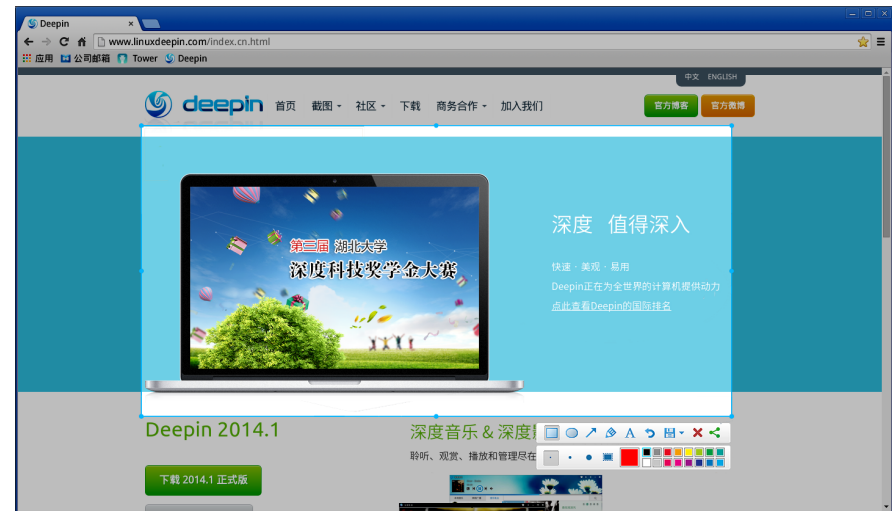 Deepin
www.linuxdeepin.com/index.cn.html
应用 公司邮箱 Tower Deepin
中文 ENGLISH
deepin 首页 截图 社区 下载 商务合作 加入我们 官方博客 官方微博
第三届 湖北大学
深度科技奖学金大赛
深度 值得深入
快速 · 美观 · 易用
Deepin正在为全世界的计算机提供动力
点此查看Deepin的国际排名
Deepin 2014.1
深度音乐 & 深度
聆听、观赏、播放和管理尽在
下载 2014.1 正式版